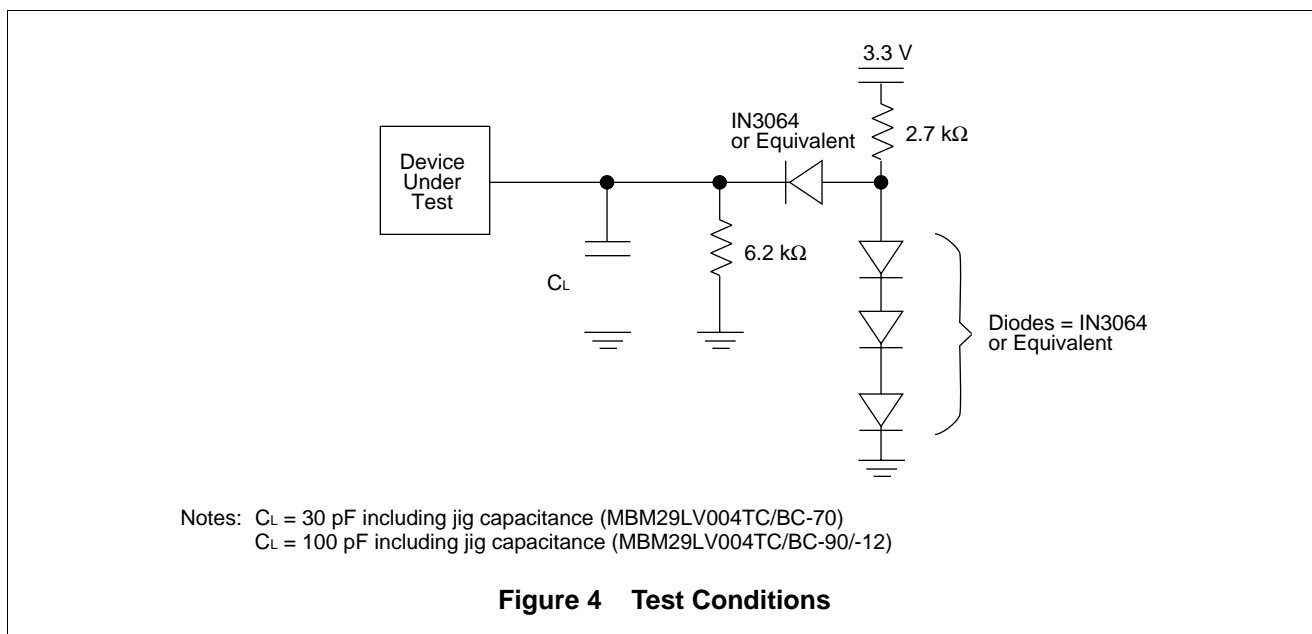 3.3 V
IN3064
or Equivalent
2.7 kΩ
Device
Under
Test
6.2 kΩ
CL
Diodes = IN3064
or Equivalent
Notes: CL = 30 pF including jig capacitance (MBM29LV004TC/BC-70)
CL = 100 pF including jig capacitance (MBM29LV004TC/BC-90/-12)
Figure 4 Test Conditions